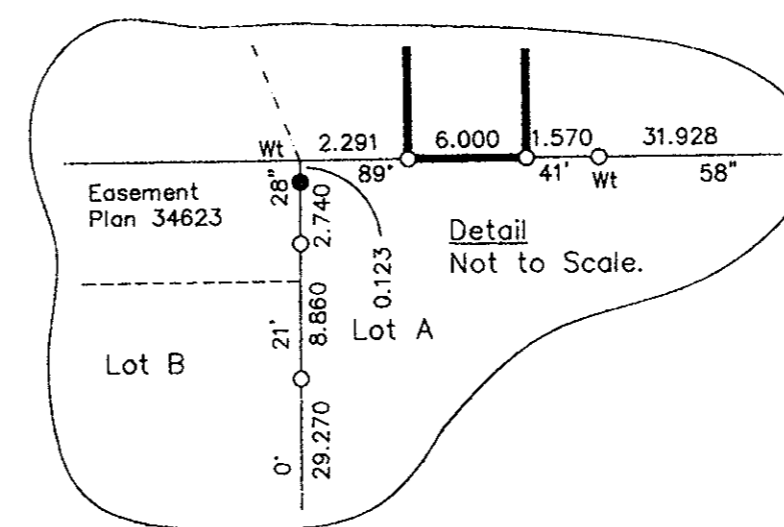 2.291 6.000 1.570 31.928
Wt 89° 41' Wt 58"
Easement
Plan 34623
28" 2.740
0.123
Detail
Not to Scale.
21' 8.860
Lot A
Lot B
0° 29.270